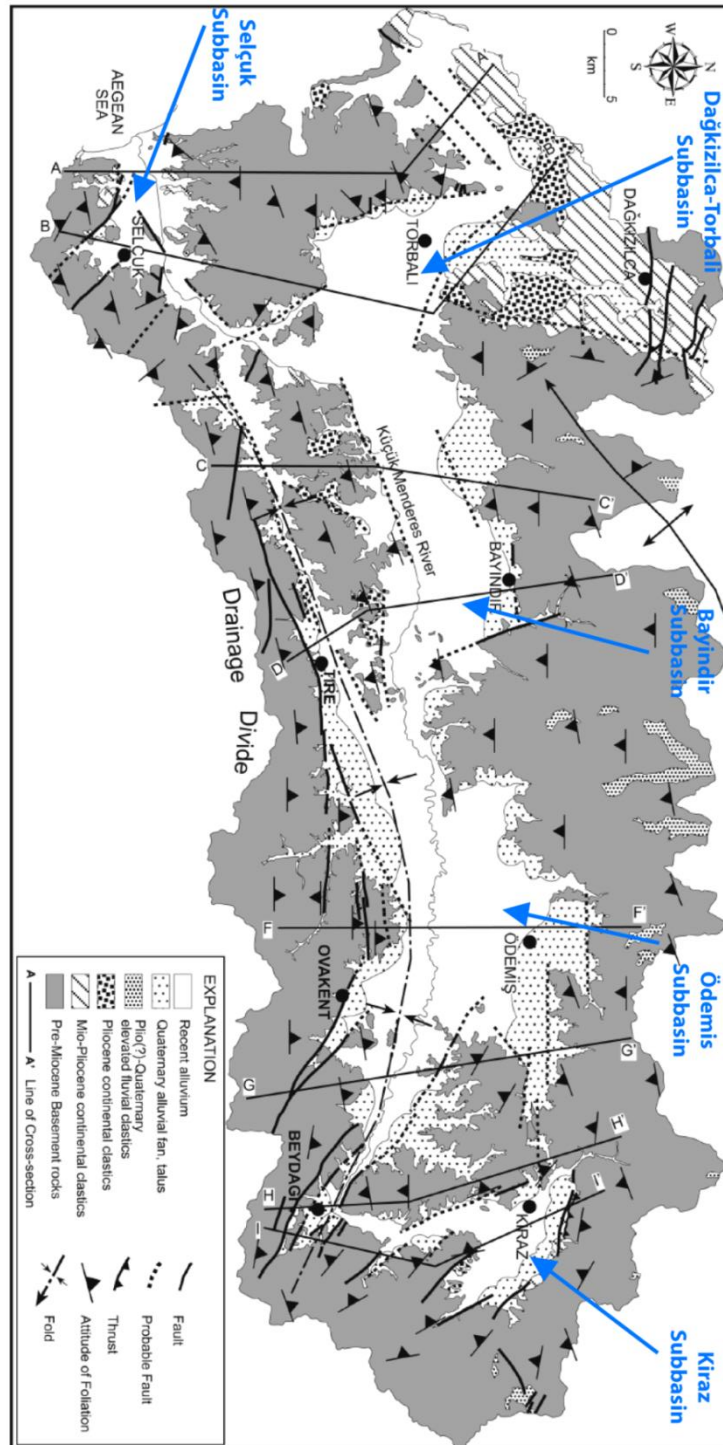 Selçuk
Subbasin
Dağkizilca-Torbali
Subbasin
Bayindir
Subbasin
Ödemis
Subbasin
Kiraz
Subbasin
N
E
S
W
0 5
km
AEGEAN
SEA
SELÇUK
TORBALI
DAĞKIZILCA
BAYINDIR
Küçük Menderes River
TIRE
Drainage Divide
ÖDEMIŞ
OVAKENT
BEYDAĞ
KIRAZ
A
B
C
C'
D
D'
F
F'
G
G'
H
H'
I
I'
EXPLANATION
Recent alluvium
Quaternary alluvial fan, talus
Plio(?)-Quaternary
elevated fluvial clastics
Pliocene continental clastics
Mio-Pliocene continental clastics
Pre-Miocene Basement rocks
A A' Line of Cross-section
Fault
Probable Fault
Thrust
Attitude of Foliation
Fold